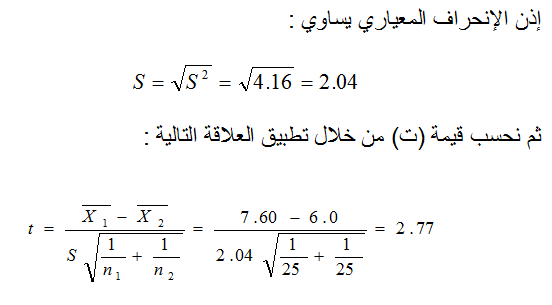 إذن الإنحراف المعياري يساوي :
S = √S² = √4.16 = 2.04
ثم نحسب قيمة (ت) من خلال تطبيق العلاقة التالية :
t = (X̄₁ − X̄₂) / (S √(1/n₁ + 1/n₂)) = (7.60 − 6.0) / (2.04 √(1/25 + 1/25)) = 2.77